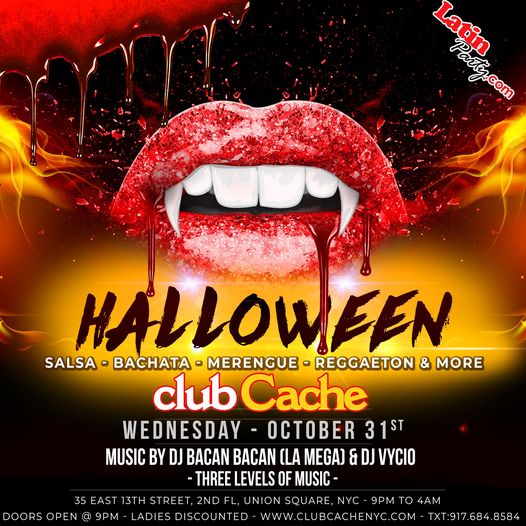 Latin
Party.com
HALLOWEEN
SALSA - BACHATA - MERENGUE - REGGAETON & MORE
club Cache
WEDNESDAY - OCTOBER 31ST
MUSIC BY DJ BACAN BACAN (LA MEGA) & DJ VYCIO
- THREE LEVELS OF MUSIC -
35 EAST 13TH STREET, 2ND FL, UNION SQUARE, NYC - 9PM TO 4AM
DOORS OPEN @ 9PM - LADIES DISCOUNTED - WWW.CLUBCACHENYC.COM - TXT:917.684.8584